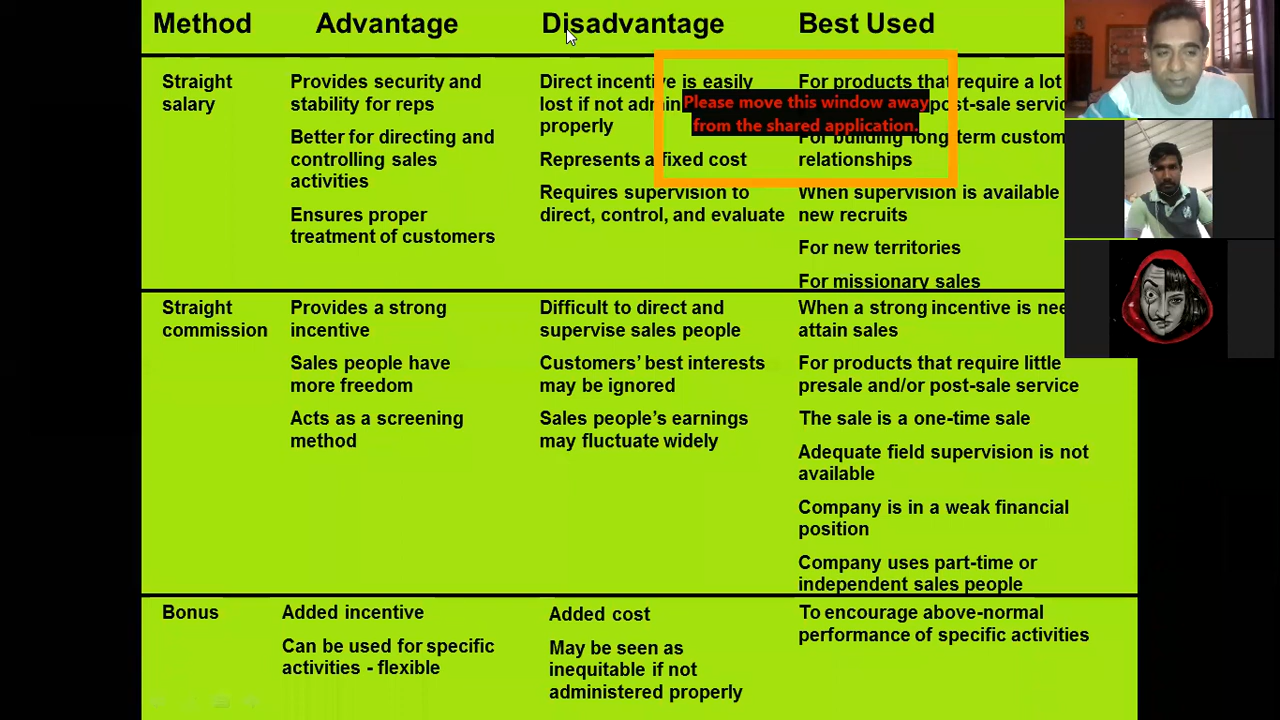 Method
Advantage
Disadvantage
Best Used
Straight
salary
Provides security and
stability for reps
Better for directing and
controlling sales
activities
Ensures proper
treatment of customers
Direct incentive is easily
lost if not
properly
Represents a fixed cost
Requires supervision to
direct, control, and evaluate
For products that require a lot
post-sale
For building long term
relationships
When supervision is available
new recruits
For new territories
For missionary sales
Please move this window away
from the shared application.
Straight
commission
Provides a strong
incentive
Sales people have
more freedom
Acts as a screening
method
Difficult to direct and
supervise sales people
Customers' best interests
may be ignored
Sales people's earnings
may fluctuate widely
When a strong incentive is
attain sales
For products that require little
presale and/or post-sale service
The sale is a one-time sale
Adequate field supervision is not
available
Company is in a weak financial
position
Company uses part-time or
independent sales people
Bonus
Added incentive
Can be used for specific
activities - flexible
Added cost
May be seen as
inequitable if not
administered properly
To encourage above-normal
performance of specific activities